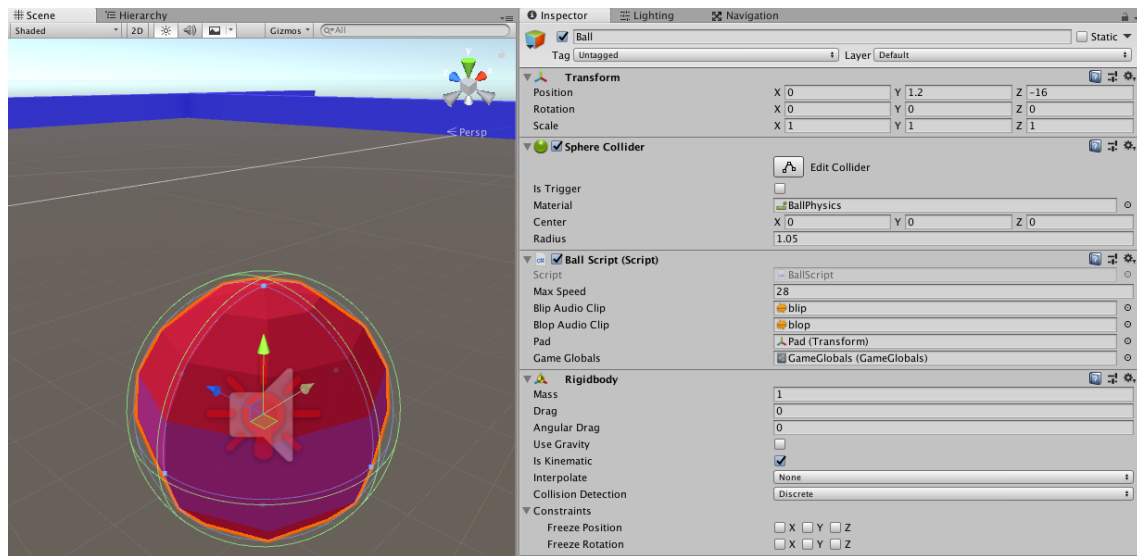 Scene Hierarchy
Shaded 2D Gizmos All
y
Persp
Inspector Lighting Navigation
Ball Static
Tag Untagged Layer Default
Transform
Position X 0 Y 1.2 Z -16
Rotation X 0 Y 0 Z 0
Scale X 1 Y 1 Z 1
Sphere Collider
Edit Collider
Is Trigger
Material BallPhysics
Center X 0 Y 0 Z 0
Radius 1.05
Ball Script (Script)
Script BallScript
Max Speed 28
Blip Audio Clip blip
Blop Audio Clip blop
Pad Pad (Transform)
Game Globals GameGlobals (GameGlobals)
Rigidbody
Mass 1
Drag 0
Angular Drag 0
Use Gravity
Is Kinematic
Interpolate None
Collision Detection Discrete
Constraints
Freeze Position X Y Z
Freeze Rotation X Y Z